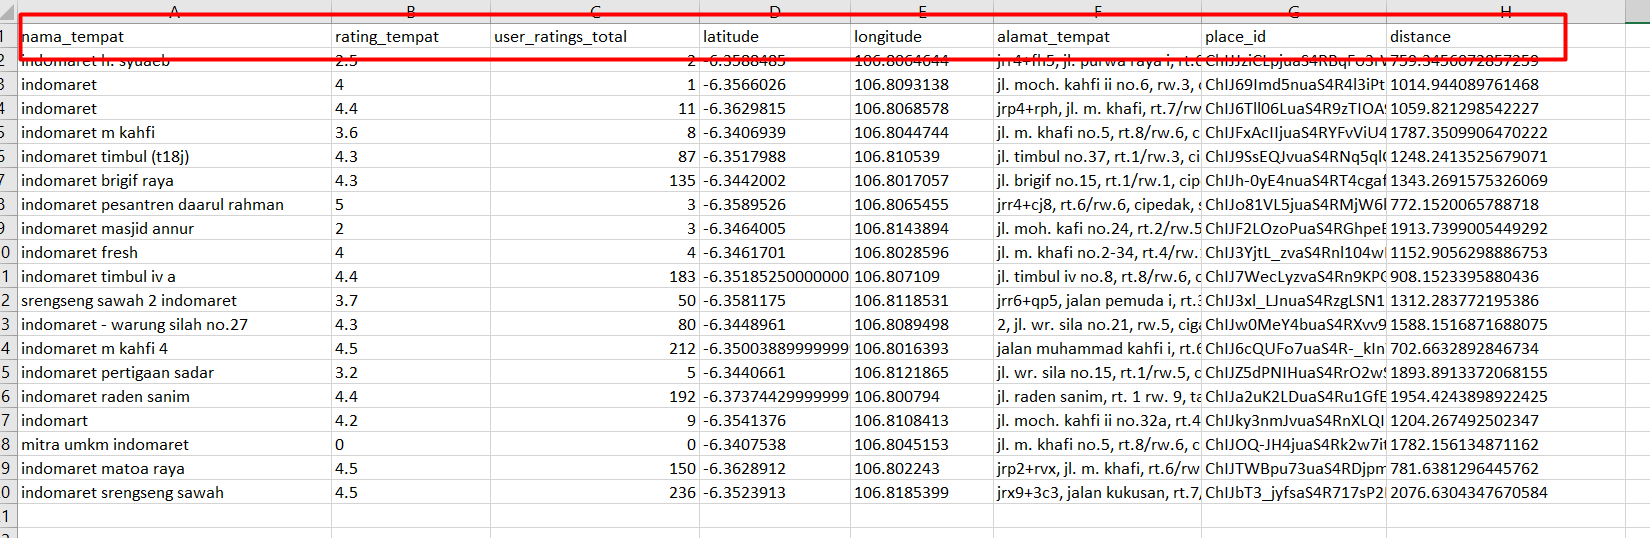 A B C D E F G H
1 nama_tempat rating_tempat user_ratings_total latitude longitude alamat_tempat place_id distance
2 indomaret h. syuaeb 2.5 2 -6.3588485 106.8064644 jrr4+fh5, jl. purwa raya i, rt.6 759.3456072857259
3 indomaret 4 1 -6.3566026 106.8093138 jl. moch. kahfi ii no.6, rw.3, ChIJ69Imd5nuaS4R4l3iPt 1014.944089761468
4 indomaret 4.4 11 -6.3629815 106.8068578 jrp4+rph, jl. m. khafi, rt.7/rw ChIJ6Tll06LuaS4R9zTIOA 1059.821298542227
5 indomaret m kahfi 3.6 8 -6.3406939 106.8044744 jl. m. khafi no.5, rt.8/rw.6, c ChIJFxAcIIjuaS4RYFvViU4 1787.3509906470222
6 indomaret timbul (t18j) 4.3 87 -6.3517988 106.810539 jl. timbul no.37, rt.1/rw.3, ci ChIJ9SsEQJvuaS4RNq5ql 1248.2413525679071
7 indomaret brigif raya 4.3 135 -6.3442002 106.8017057 jl. brigif no.15, rt.1/rw.1, cip ChIJh-0yE4nuaS4RT4cgaf 1343.2691575326069
8 indomaret pesantren daarul rahman 5 3 -6.3589526 106.8065455 jrr4+cj8, rt.6/rw.6, cipedak, s ChIJo81VL5juaS4RMjW6 772.1520065788718
9 indomaret masjid annur 2 3 -6.3464005 106.8143894 jl. moh. kafi no.24, rt.2/rw.5 ChIJF2LOzoPuaS4RGhpe 1913.7399005449292
0 indomaret fresh 4 4 -6.3461701 106.8028596 jl. m. khafi no.2-34, rt.4/rw. ChIJ3YjtL_zvaS4Rnl104w 1152.9056298886753
1 indomaret timbul iv a 4.4 183 -6.35185250000000 106.807109 jl. timbul iv no.8, rt.8/rw.6, c ChIJ7WecLyzvaS4Rn9KP 908.1523395880436
2 srengseng sawah 2 indomaret 3.7 50 -6.3581175 106.8118531 jrr6+qp5, jalan pemuda i, rt.3 ChIJ3xl_LJnuaS4RzgLSN1 1312.283772195386
3 indomaret - warung silah no.27 4.3 80 -6.3448961 106.8089498 2, jl. wr. sila no.21, rw.5, ciga ChIJw0MeY4buaS4RXvv9 1588.1516871688075
4 indomaret m kahfi 4 4.5 212 -6.35003889999999 106.8016393 jalan muhammad kahfi i, rt.6 ChIJ6cQUFo7uaS4R-_kIn 702.6632892846734
5 indomaret pertigaan sadar 3.2 5 -6.3440661 106.8121865 jl. wr. sila no.15, rt.1/rw.5, c ChIJZ5dPNIHuaS4RrO2w 1893.8913372068155
6 indomaret raden sanim 4.4 192 -6.37374429999999 106.800794 jl. raden sanim, rt. 1 rw. 9, ta ChIJa2uK2LDuaS4Ru1GfE 1954.4243898922425
7 indomart 4.2 9 -6.3541376 106.8108413 jl. moch. kahfi ii no.32a, rt.4 ChIJky3nmJvuaS4RnXLQI 1204.267492502347
8 mitra umkm indomaret 0 0 -6.3407538 106.8045153 jl. m. khafi no.5, rt.8/rw.6, c ChIJOQ-JH4juaS4Rk2w7i 1782.156134871162
9 indomaret matoa raya 4.5 150 -6.3628912 106.802243 jrp2+rvx, jl. m. khafi, rt.6/rw ChIJTWBpu73uaS4RDjpm 781.6381296445762
0 indomaret srengseng sawah 4.5 236 -6.3523913 106.8185399 jrx9+3c3, jalan kukusan, rt.7, ChIJbT3_jyfsaS4R717sP2 2076.6304347670584
1